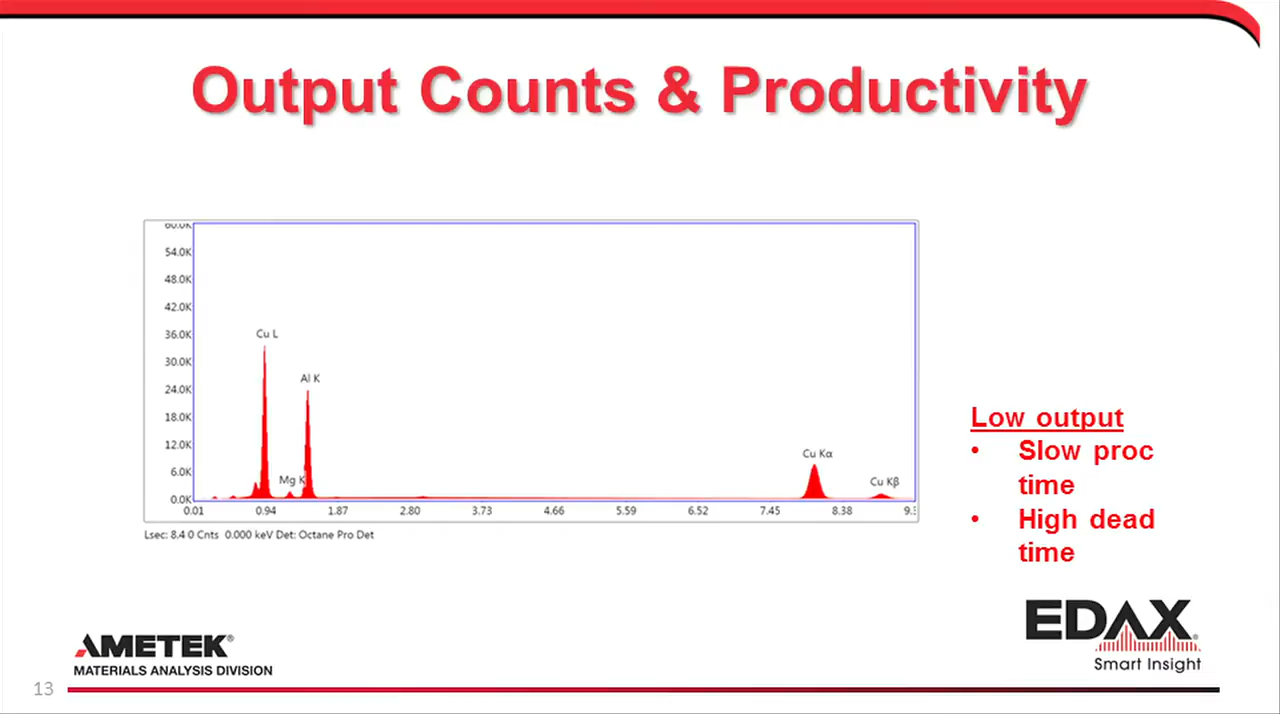 Output Counts & Productivity
60.0K
54.0K
48.0K
42.0K
36.0K
30.0K
24.0K
18.0K
12.0K
6.0K
0.0K
Cu L
Al K
Mg K
Cu Kα
Cu Kβ
0.01 0.94 1.87 2.80 3.73 4.66 5.59 6.52 7.45 8.38 9.3
Lsec: 8.4 0 Cnts 0.000 keV Det: Octane Pro Det
Low output
• Slow proc
time
• High dead
time
AMETEK®
MATERIALS ANALYSIS DIVISION
EDAX®
Smart Insight
13